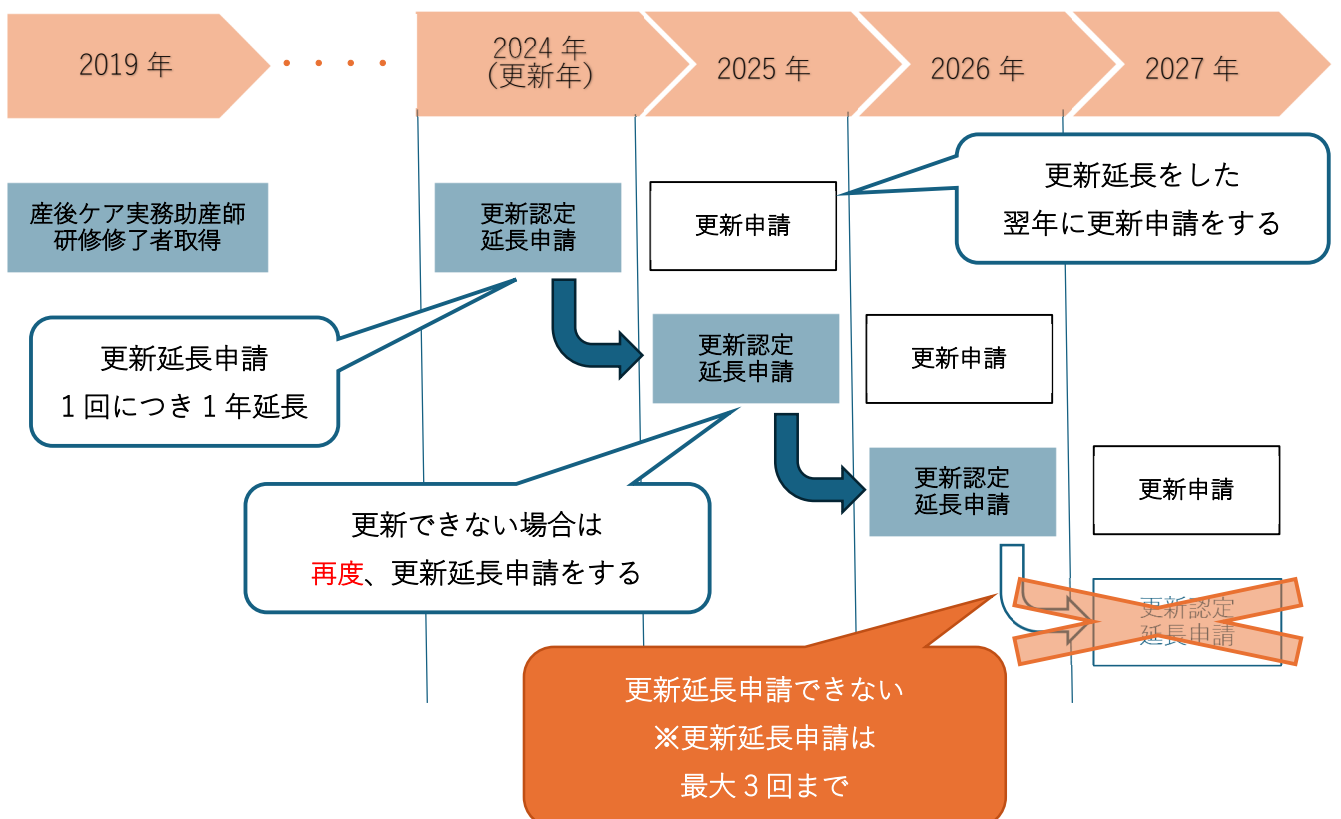 2019 年
2024 年
(更新年)
2025 年
2026 年
2027 年
産後ケア実務助産師
研修修了者取得
更新認定
延長申請
更新申請
更新延長をした
翌年に更新申請をする
更新延長申請
1 回につき 1 年延長
更新認定
延長申請
更新申請
更新できない場合は
再度、更新延長申請をする
更新認定
延長申請
更新申請
更新認定
延長申請
更新延長申請できない
※更新延長申請は
最大 3 回まで